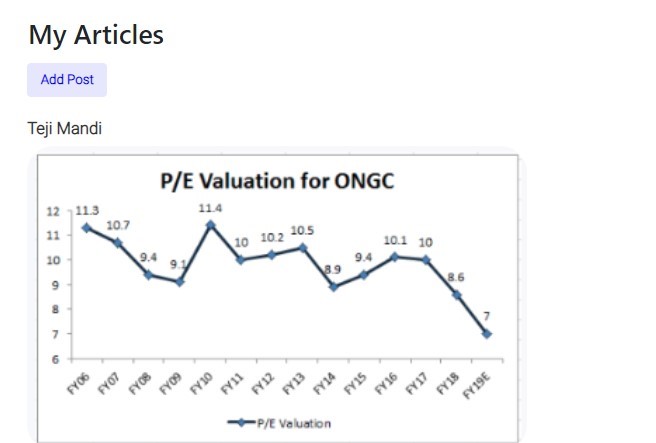 My Articles
Add Post
Teji Mandi
P/E Valuation for ONGC
12
11
10
9
8
7
6
11.3
10.7
9.4
9.1
11.4
10
10.2
10.5
8.9
9.4
10.1
10
8.6
7
FY06
FY07
FY08
FY09
FY10
FY11
FY12
FY13
FY14
FY15
FY16
FY17
FY18
FY19E
P/E Valuation